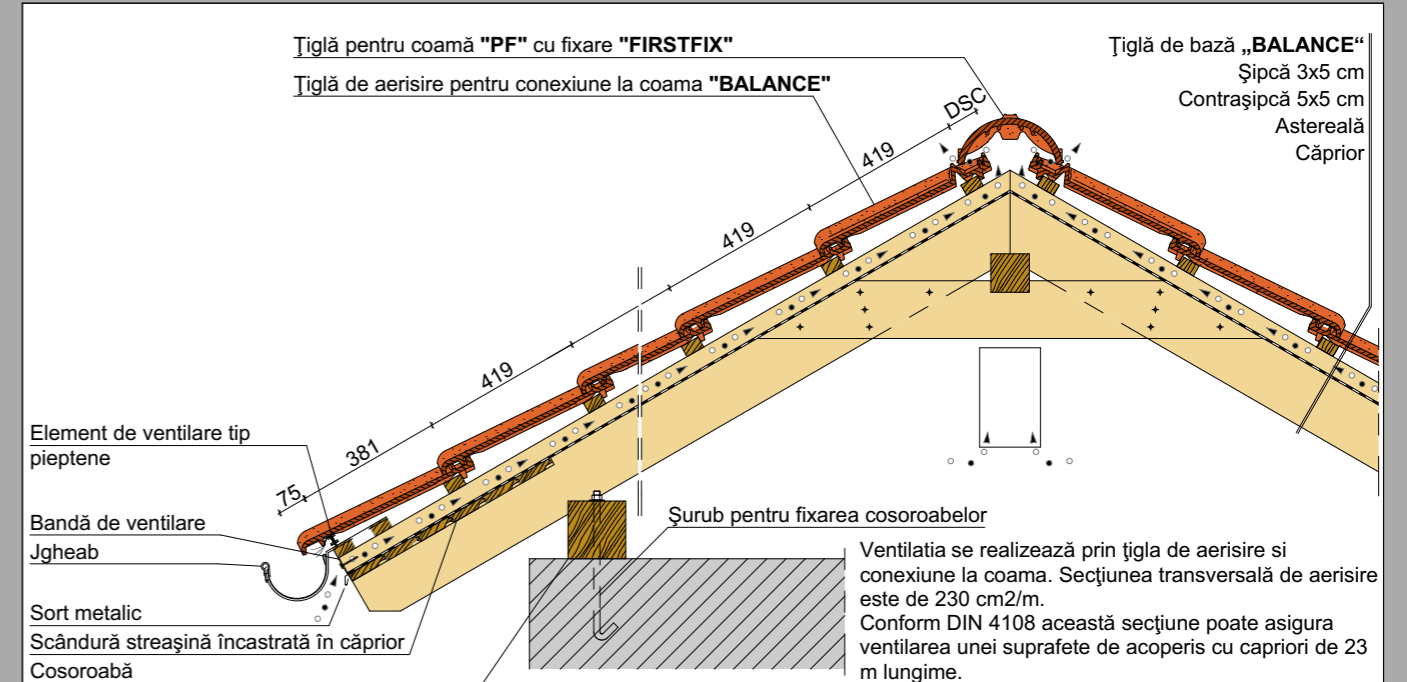 Ţiglă pentru coamă "PF" cu fixare "FIRSTFIX"
Ţiglă de aerisire pentru conexiune la coama "BALANCE"
Ţiglă de bază „BALANCE“
Şipcă 3x5 cm
Contraşipcă 5x5 cm
Astereală
Căprior
DSC
419
419
419
381
75
Element de ventilare tip
pieptene
Bandă de ventilare
Jgheab
Sort metalic
Scândură streaşină încastrată în căprior
Cosoroabă
Şurub pentru fixarea cosoroabelor
Ventilatia se realizează prin ţigla de aerisire si
conexiune la coama. Secţiunea transversală de aerisire
este de 230 cm2/m.
Conform DIN 4108 această secţiune poate asigura
ventilarea unei suprafete de acoperis cu capriori de 23
m lungime.